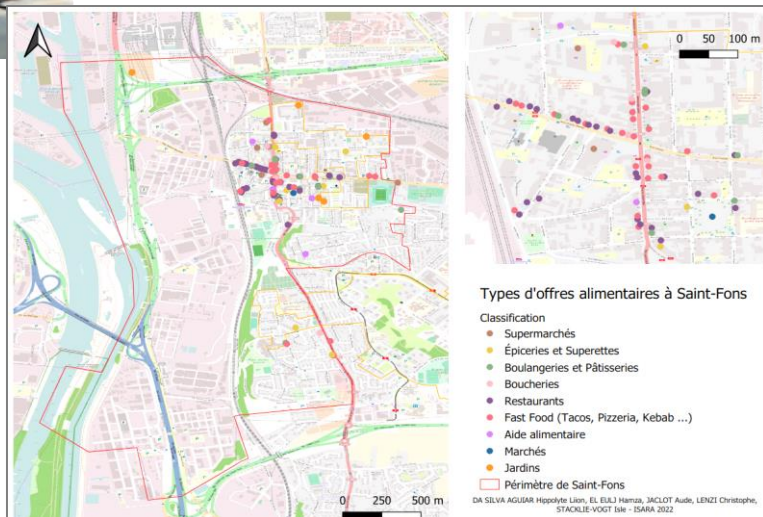 0 50 100 m
0 250 500 m
Types d'offres alimentaires à Saint-Fons
Classification
Supermarchés
Épiceries et Superettes
Boulangeries et Pâtisseries
Boucheries
Restaurants
Fast Food (Tacos, Pizzeria, Kebab ...)
Aide alimentaire
Marchés
Jardins
Périmètre de Saint-Fons
DA SILVA AGUIAR Hippolyte Liion, EL EULJ Hamza, JACLOT Aude, LENZI Christophe,
STACKLIE-VOGT Isle - ISARA 2022